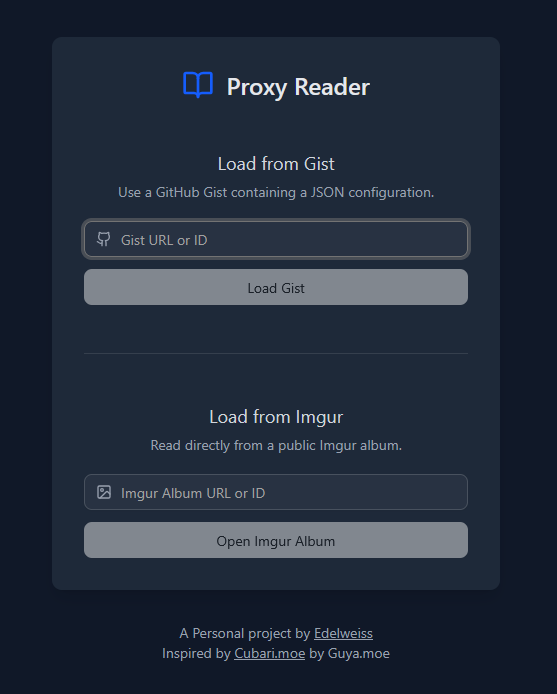 Proxy Reader
Load from Gist
Use a GitHub Gist containing a JSON configuration.
Gist URL or ID
Load Gist
Load from Imgur
Read directly from a public Imgur album.
Imgur Album URL or ID
Open Imgur Album
A Personal project by Edelweiss
Inspired by Cubari.moe by Guya.moe